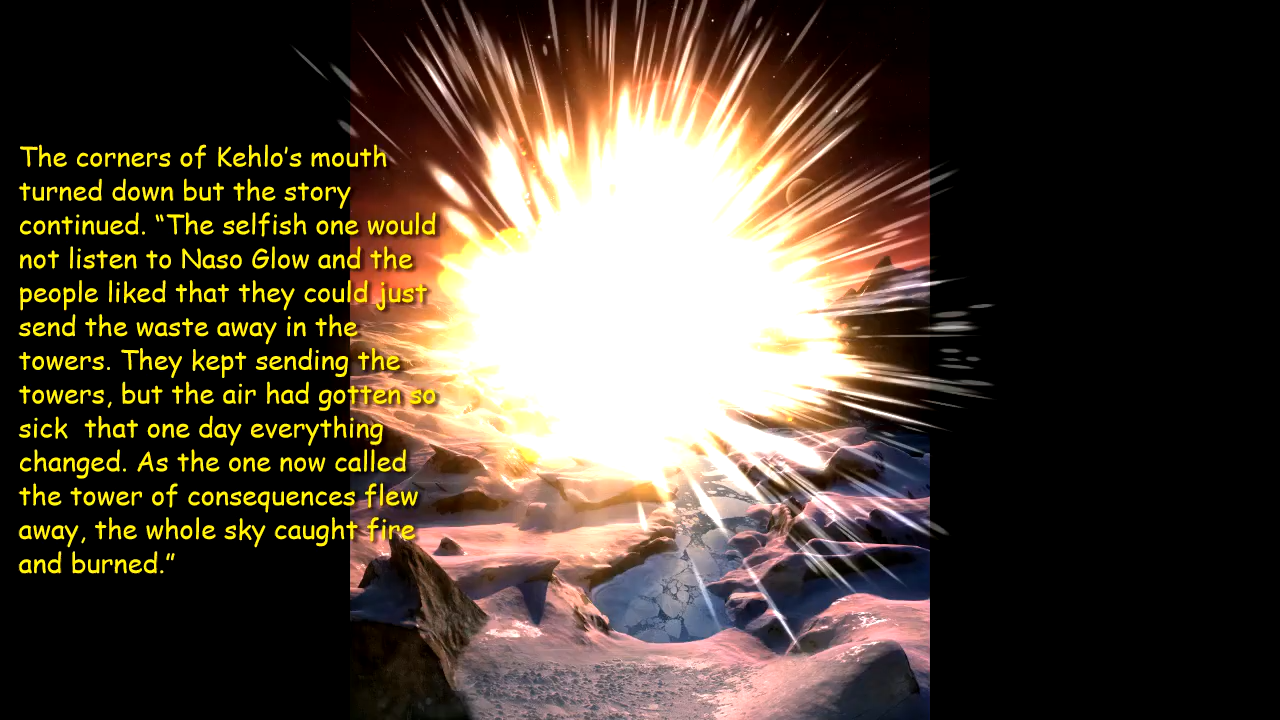 The corners of Kehlo’s mouth
turned down but the story
continued. “The selfish one would
not listen to Naso Glow and the
people liked that they could just
send the waste away in the
towers. They kept sending the
towers, but the air had gotten so
sick  that one day everything
changed. As the one now called
the tower of consequences flew
away, the whole sky caught fire
and burned.”